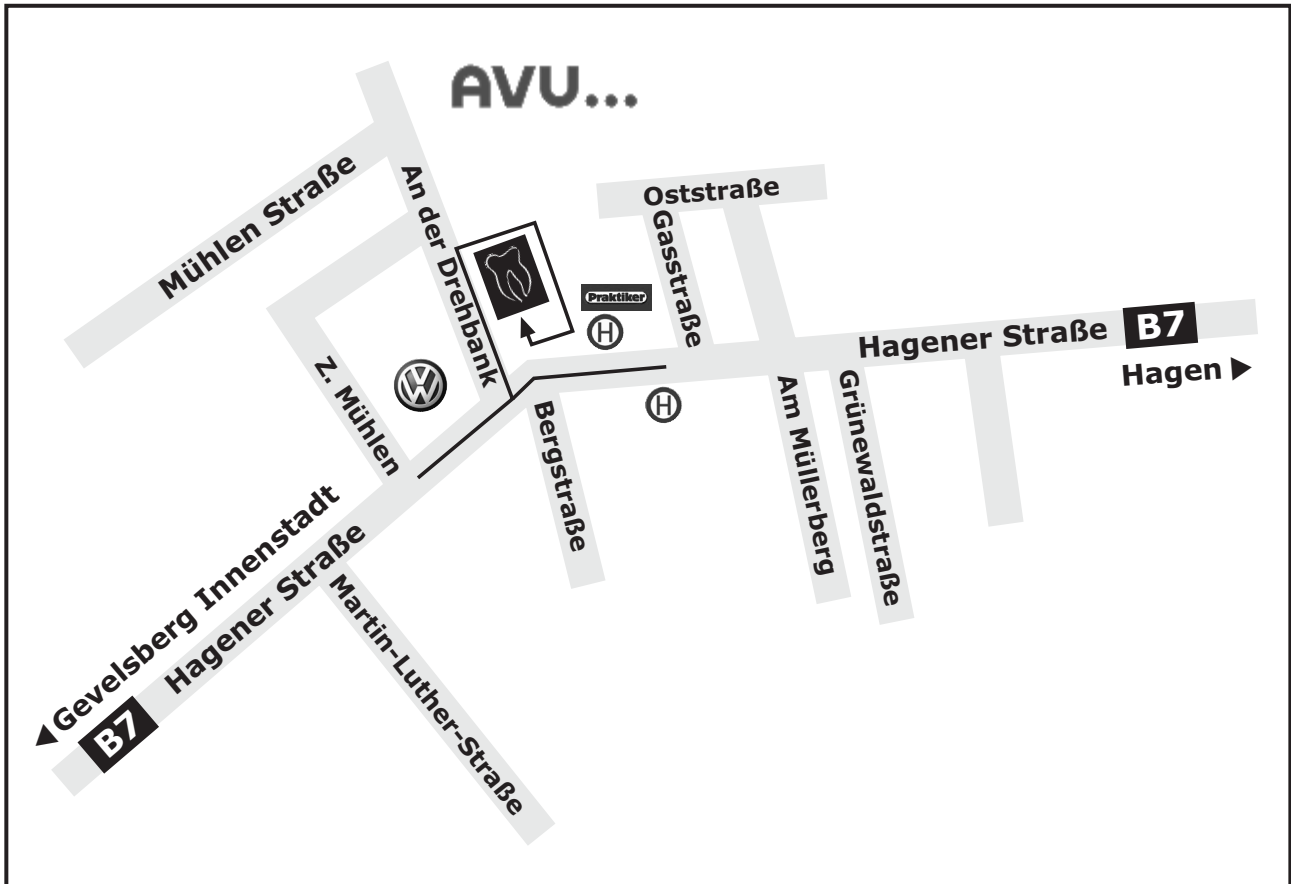 AVU...
Mühlen Straße
An der Drehbank
Oststraße
Gasstraße
Praktiker
H
Hagener Straße
B7
Hagen
Z. Mühlen
VW
H
Bergstraße
Am Müllerberg
Grünewaldstraße
Gevelsberg Innenstadt
Hagener Straße
B7
Martin-Luther-Straße